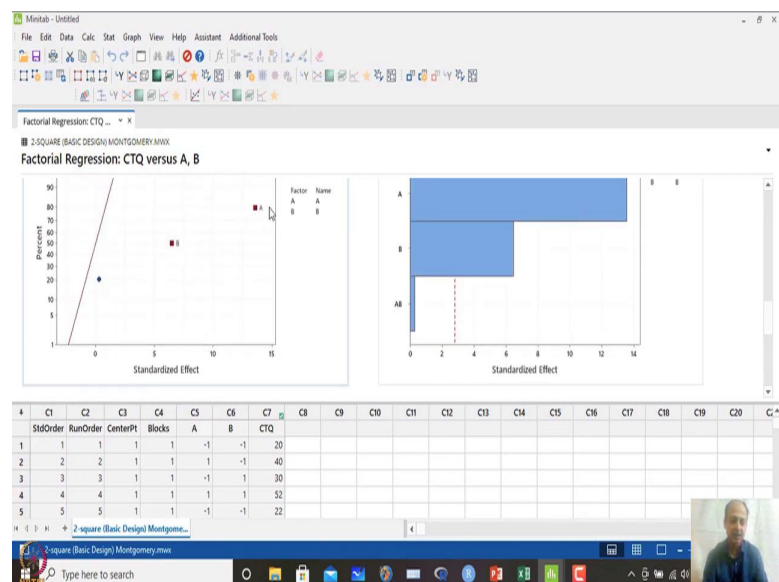 Minitab - Untitled
File Edit Data Calc Stat Graph View Help Assistant Additional Tools
Factorial Regression: CTQ ...
2-SQUARE (BASIC DESIGN) MONTGOMERY.MWX
Factorial Regression: CTQ versus A, B
90
80
70
60
50
40
30
20
10
5
1
Percent
0 5 10 15
Standardized Effect
A
B
Factor Name
A A
B B
A
B
AB
0 2 4 6 8 10 12 14
Standardized Effect
B B
C1 C2 C3 C4 C5 C6 C7 C8 C9 C10 C11 C12 C13 C14 C15 C16 C17 C18 C19 C20
StdOrder RunOrder CenterPt Blocks A B CTQ
1 1 1 1 1 -1 -1 20
2 2 2 1 1 1 -1 40
3 3 3 1 1 -1 1 30
4 4 4 1 1 1 1 52
5 5 5 1 1 -1 -1 22
2-square (Basic Design) Montgome...
2-square (Basic Design) Montgomery.mwx
Type here to search